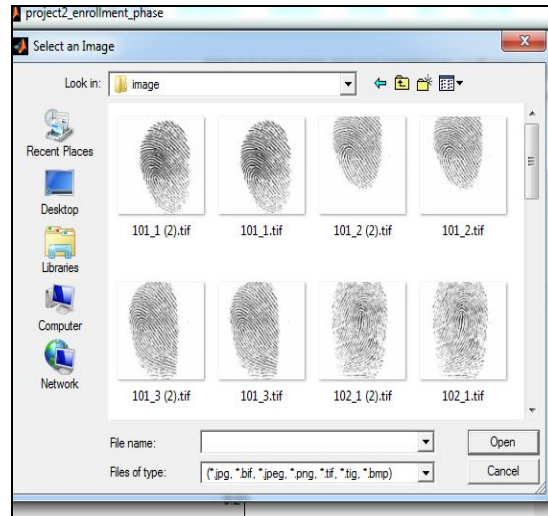 project2_enrollment_phase
Select an Image
x
Look in:
image
Recent Places
Desktop
Libraries
Computer
Network
101_1 (2).tif
101_1.tif
101_2 (2).tif
101_2.tif
101_3 (2).tif
101_3.tif
102_1 (2).tif
102_1.tif
File name:
Open
Files of type:
(*.jpg, *.bif, *.jpeg, *.png, *.tif, *.tig, *.bmp)
Cancel